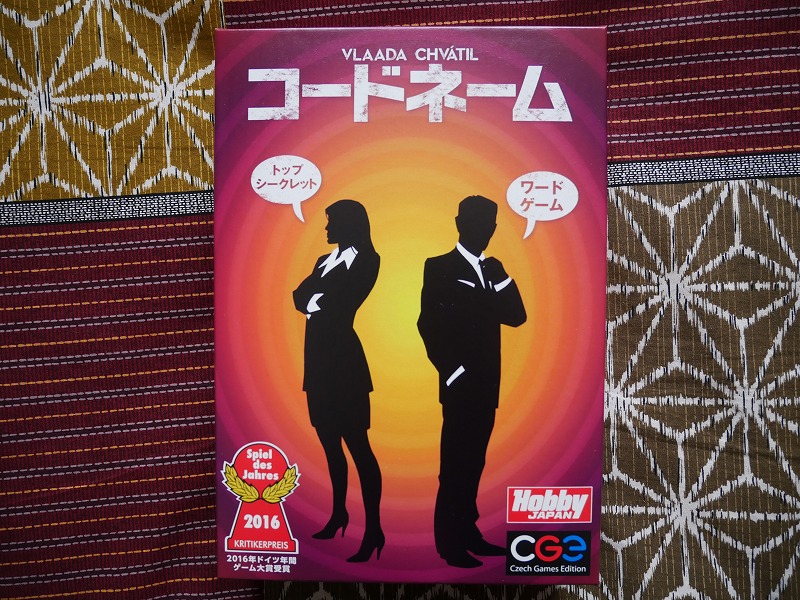 VLAADA CHVÁTIL
コードネーム
トップ
シークレット
ワード
ゲーム
Spiel
des
Jahres
2016
KRITIKERPREIS
2016年ドイツ年間
ゲーム大賞受賞
Hobby
JAPAN
CGE
Czech Games Edition